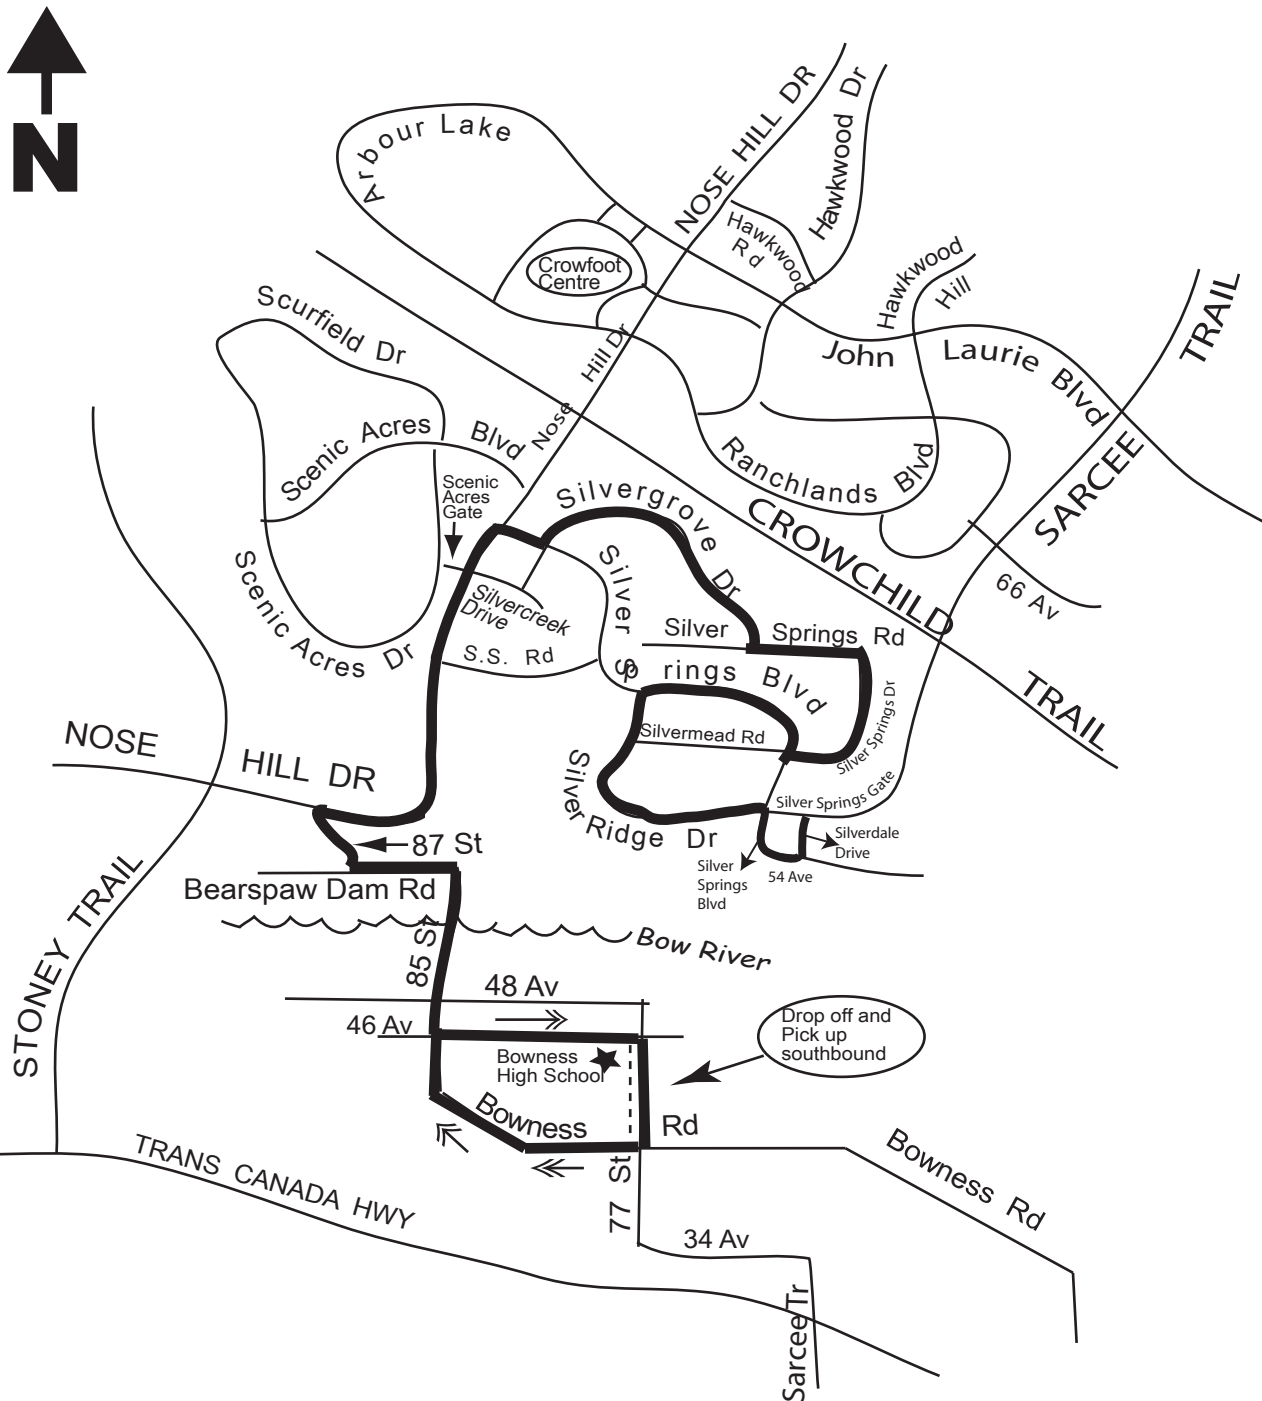 N
Arbour Lake
NOSE HILL DR
Hawkwood Dr
Hawkwood
Rd
Crowfoot
Centre
Hawkwood
Hill
TRAIL
Scurfield Dr
Nose Hill Dr
John Laurie Blvd
Scenic Acres Blvd
Ranchlands Blvd
SARCEE
Scenic
Acres
Gate
Silvergrove Dr
CROWCHILD
TRAIL
66 Av
Scenic Acres Dr
Silvercreek
Drive
S.S. Rd
Silver
Springs Blvd
Silver Springs Rd
Silvermead Rd
Silver Springs Dr
Silver Springs Gate
Silver Ridge Dr
Silverdale
Drive
Silver
Springs
Blvd
54 Ave
NOSE HILL DR
87 St
Bearspaw Dam Rd
STONEY TRAIL
Bow River
85 St
48 Av
46 Av
Bowness
High School
Drop off and
Pick up
southbound
Bowness Rd
77 St
Bowness Rd
TRANS CANADA HWY
34 Av
Sarcee Tr